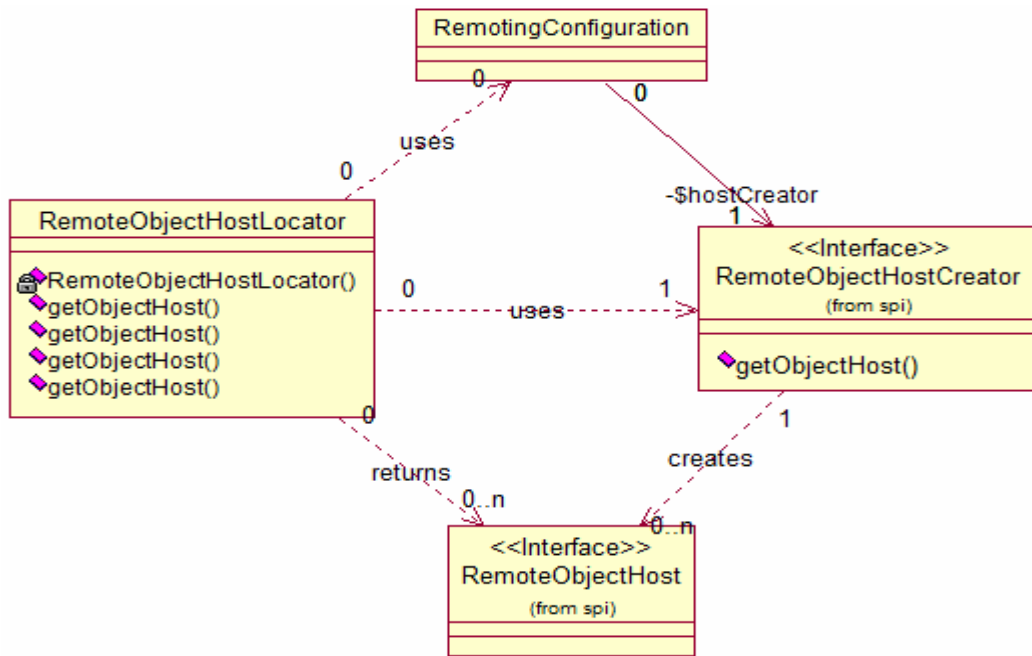 RemotingConfiguration
0
0
uses
0
-$hostCreator
1
RemoteObjectHostLocator
RemoteObjectHostLocator()
getObjectHost()
getObjectHost()
getObjectHost()
getObjectHost()
0
1
uses
<<Interface>>
RemoteObjectHostCreator
(from spi)
getObjectHost()
0
returns
0..n
1
creates
0..n
<<Interface>>
RemoteObjectHost
(from spi)